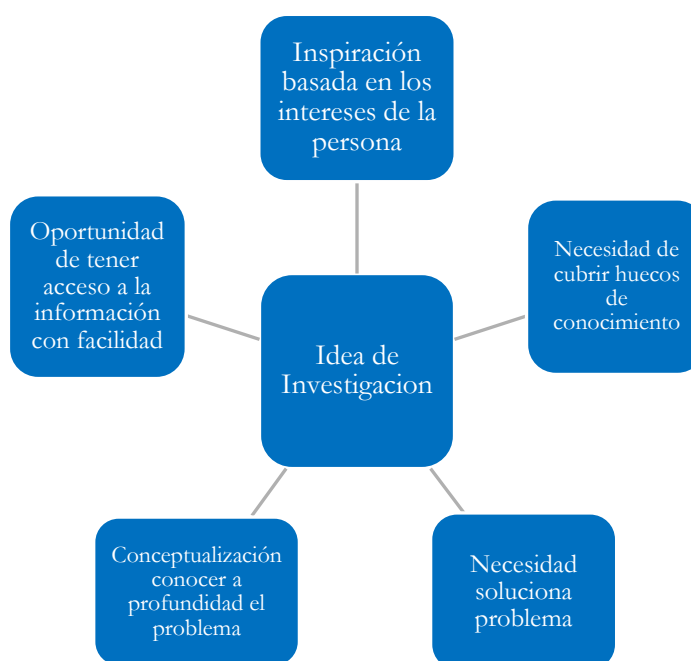 Inspiración
basada en los
intereses de la
persona
Oportunidad
de tener
acceso a la
información
con facilidad
Necesidad de
cubrir huecos
de
conocimiento
Idea de
Investigacion
Conceptualización
conocer a
profundidad el
problema
Necesidad
soluciona
problema